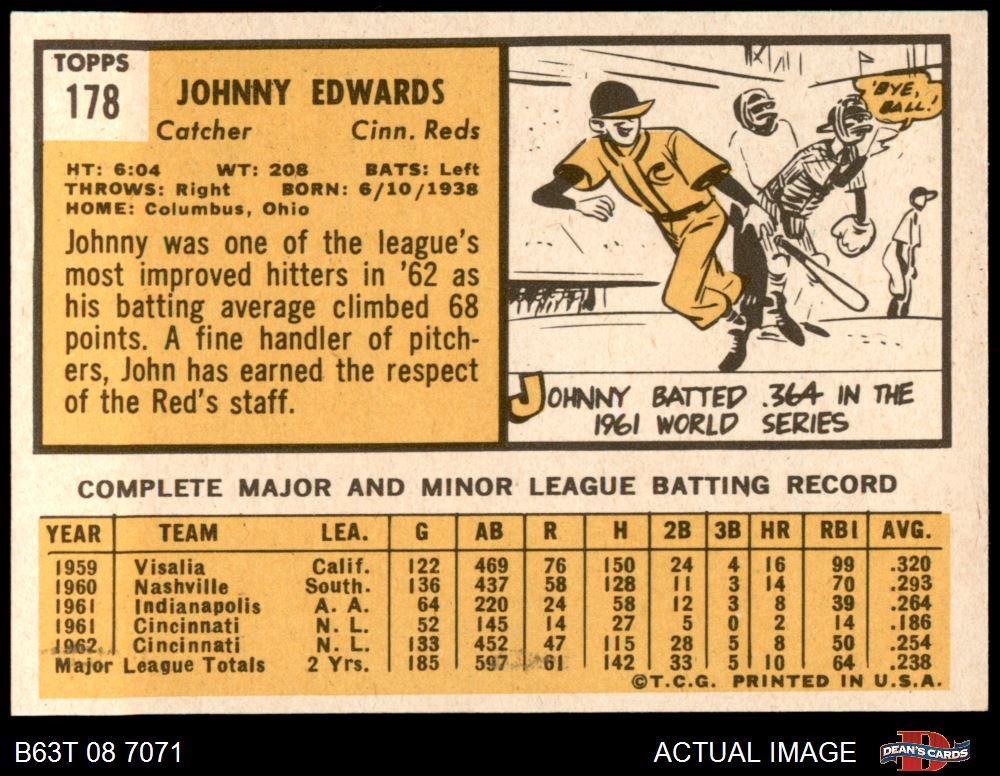 TOPPS
178
JOHNNY EDWARDS
Catcher Cinn. Reds
HT: 6:04 WT: 208 BATS: Left
THROWS: Right BORN: 6/10/1938
HOME: Columbus, Ohio
Johnny was one of the league's
most improved hitters in '62 as
his batting average climbed 68
points. A fine handler of pitch-
ers, John has earned the respect
of the Red's staff.
'BYE,
BALL!
C
JOHNNY BATTED .364 IN THE
1961 WORLD SERIES
COMPLETE MAJOR AND MINOR LEAGUE BATTING RECORD
YEAR TEAM LEA. G AB R H 2B 3B HR RBI AVG.
1959 Visalia Calif. 122 469 76 150 24 4 16 99 .320
1960 Nashville South. 136 437 58 128 11 3 14 70 .293
1961 Indianapolis A. A. 64 220 24 58 12 3 8 39 .264
1961 Cincinnati N. L. 52 145 14 27 5 0 2 14 .186
1962 Cincinnati N. L. 133 452 47 115 28 5 8 50 .254
Major League Totals 2 Yrs. 185 597 61 142 33 5 10 64 .238
©T.C.G. PRINTED IN U.S.A.
B63T 08 7071 ACTUAL IMAGE DEAN'S CARDS